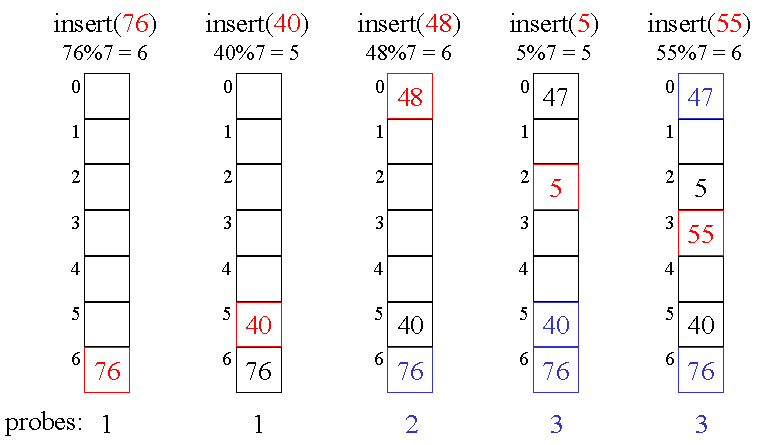 insert(76) insert(40) insert(48) insert(5) insert(55)
76%7 = 6 40%7 = 5 48%7 = 6 5%7 = 5 55%7 = 6
0 0 0 48 0 47 0 47
1 1 1 1 1
2 2 2 2 5 2 5
3 3 3 3 3 55
4 4 4 4 4
5 5 40 5 40 5 40 5 40
6 76 6 76 6 76 6 76 6 76
probes: 1 1 2 3 3